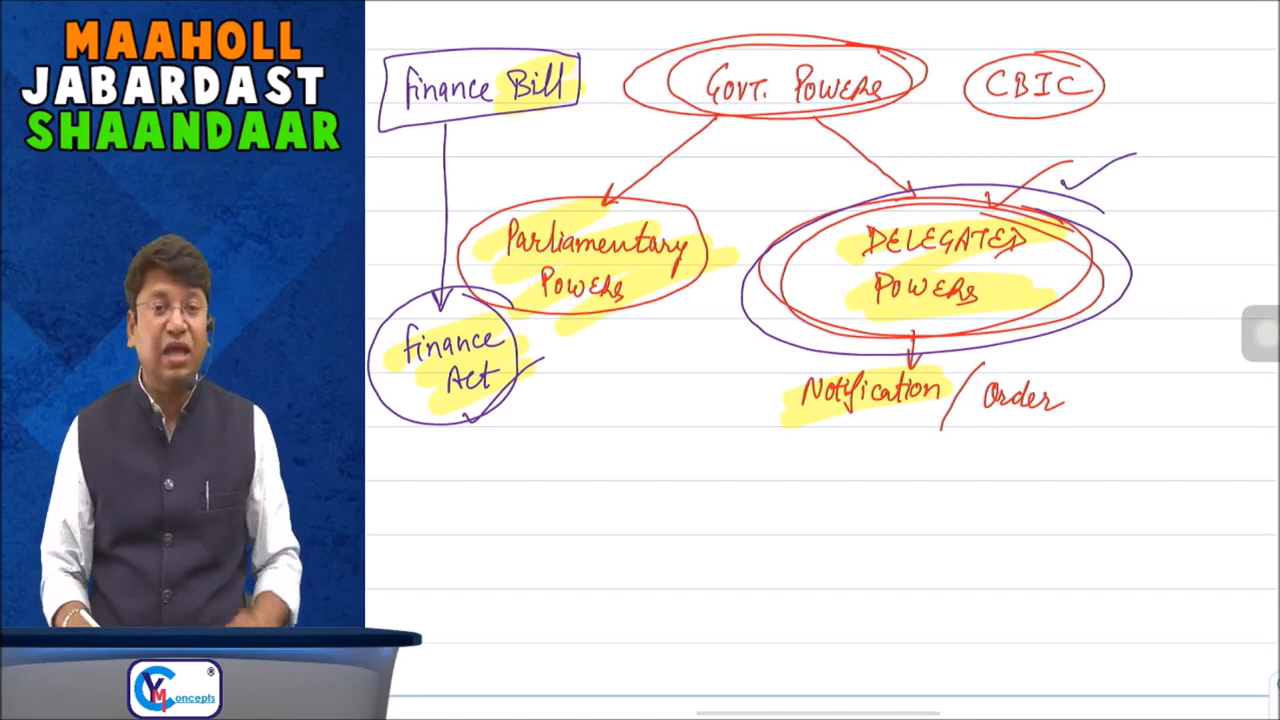 MAAHOLL
JABARDAST
SHAANDAAR
Finance Bill
GOVT. POWERS
CBIC
Parliamentary
Powers
DELEGATED
POWERS
Finance
Act
Notification / Order
YM
Concepts
®